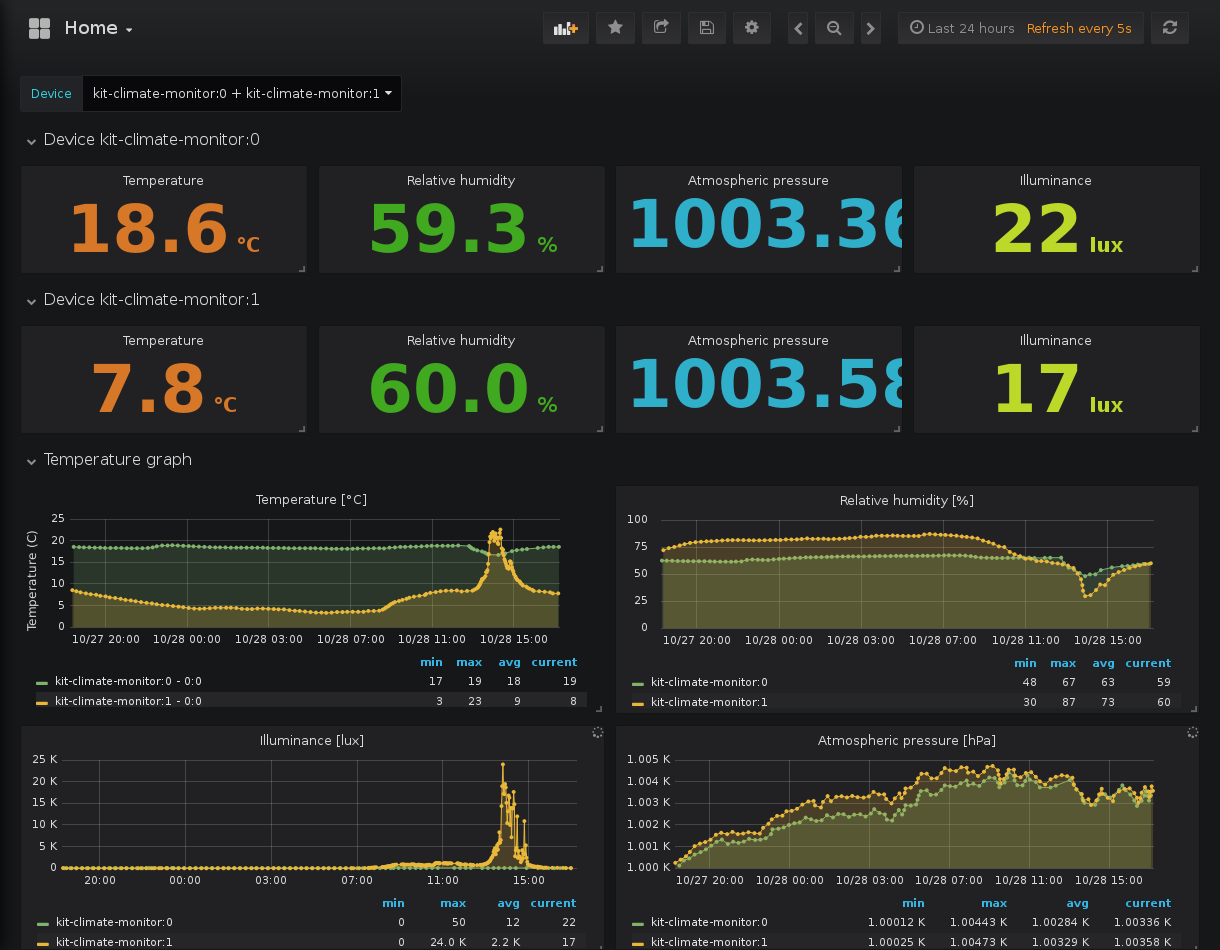 Home
Last 24 hours Refresh every 5s
Device kit-climate-monitor:0 + kit-climate-monitor:1
Device kit-climate-monitor:0
Temperature Relative humidity Atmospheric pressure Illuminance
18.6 °C 59.3 % 1003.36 22 lux
Device kit-climate-monitor:1
Temperature Relative humidity Atmospheric pressure Illuminance
7.8 °C 60.0 % 1003.58 17 lux
Temperature graph
Temperature [°C]
Temperature (C)
25
20
15
10
5
0
10/27 20:00 10/28 00:00 10/28 03:00 10/28 07:00 10/28 11:00 10/28 15:00
min max avg current
kit-climate-monitor:0 - 0:0 17 19 18 19
kit-climate-monitor:1 - 0:0 3 23 9 8
Relative humidity [%]
100
75
50
25
0
10/27 20:00 10/28 00:00 10/28 03:00 10/28 07:00 10/28 11:00 10/28 15:00
min max avg current
kit-climate-monitor:0 48 67 63 59
kit-climate-monitor:1 30 87 73 60
Illuminance [lux]
25 K
20 K
15 K
10 K
5 K
0
20:00 00:00 03:00 07:00 11:00 15:00
min max avg current
kit-climate-monitor:0 0 50 12 22
kit-climate-monitor:1 0 24.0 K 2.2 K 17
Atmospheric pressure [hPa]
1.005 K
1.004 K
1.003 K
1.002 K
1.001 K
1.000 K
10/27 20:00 10/28 00:00 10/28 03:00 10/28 07:00 10/28 11:00 10/28 15:00
min max avg current
kit-climate-monitor:0 1.00012 K 1.00443 K 1.00284 K 1.00336 K
kit-climate-monitor:1 1.00025 K 1.00473 K 1.00329 K 1.00358 K